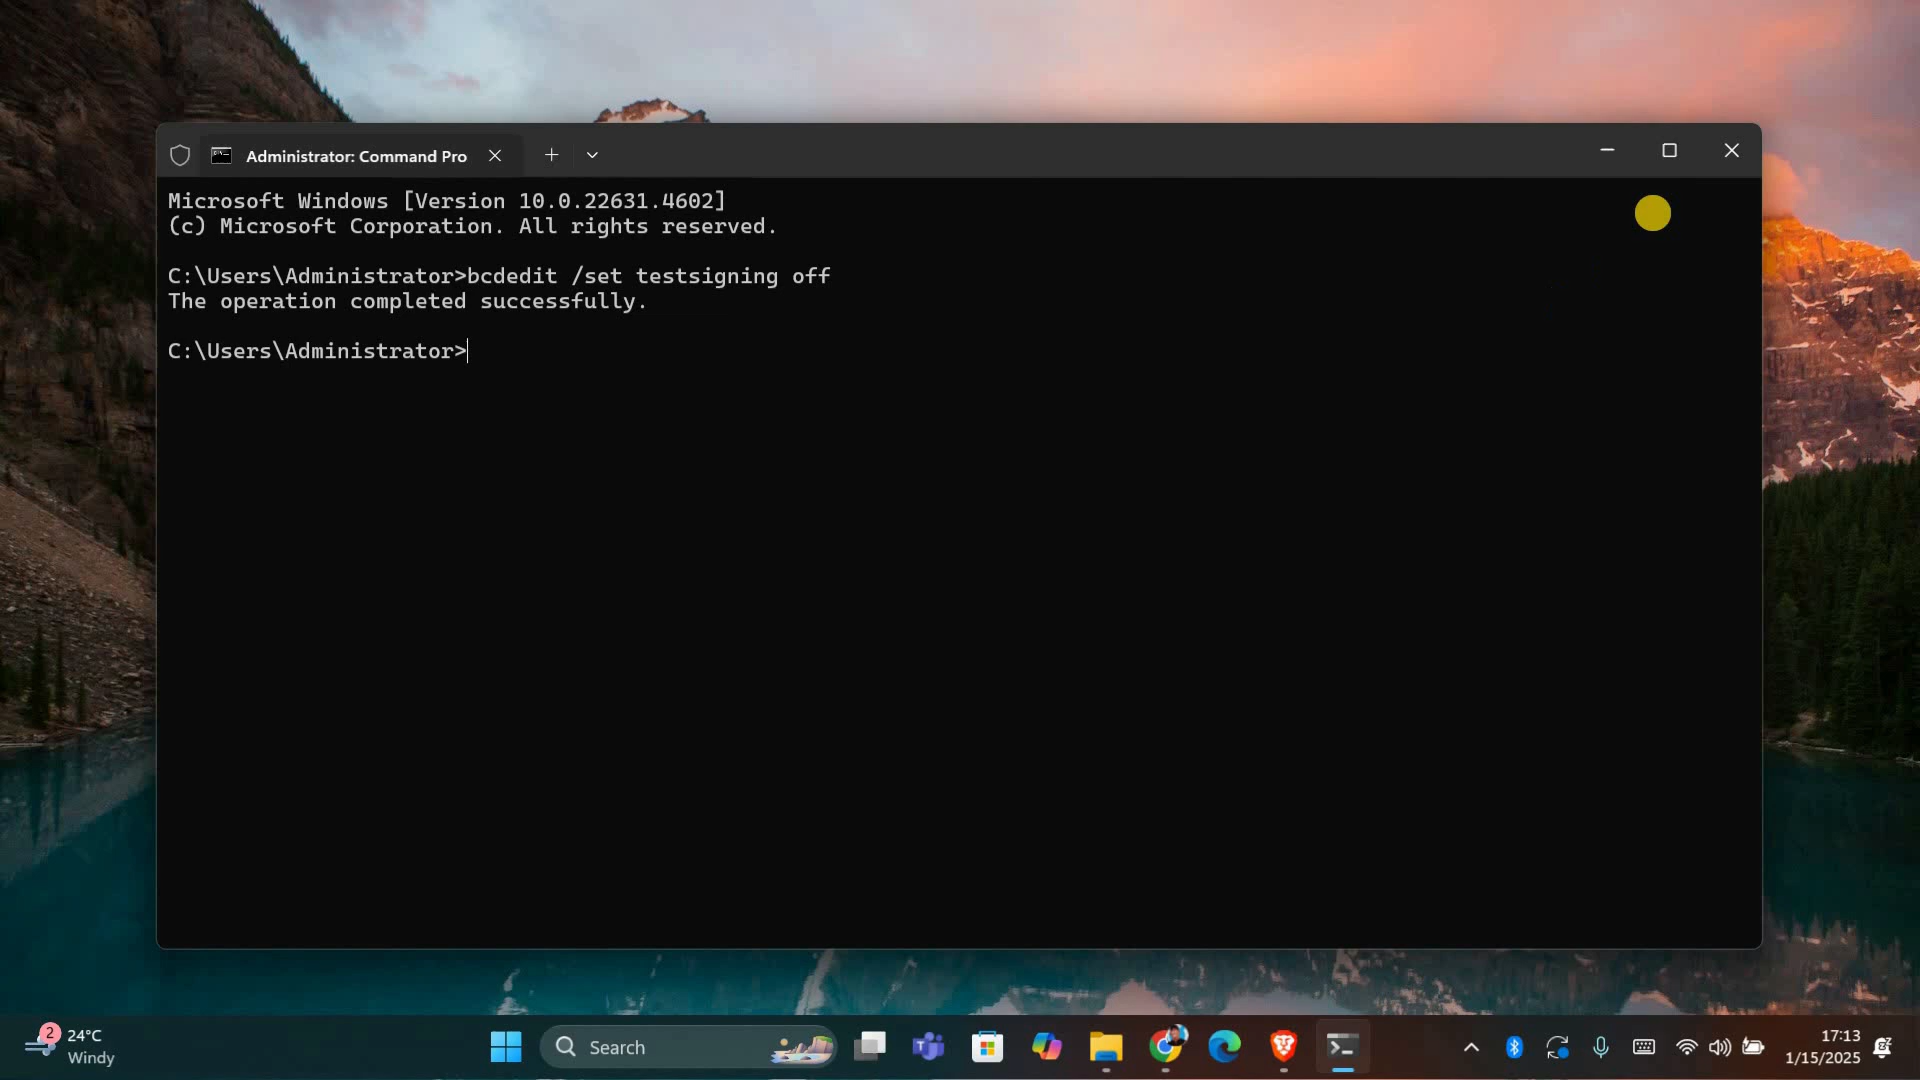 Administrator: Command Pro
Microsoft Windows [Version 10.0.22631.4602]
(c) Microsoft Corporation. All rights reserved.
C:\Users\Administrator>bcdedit /set testsigning off
The operation completed successfully.
C:\Users\Administrator>
2
24°C
Windy
Search
17:13
1/15/2025